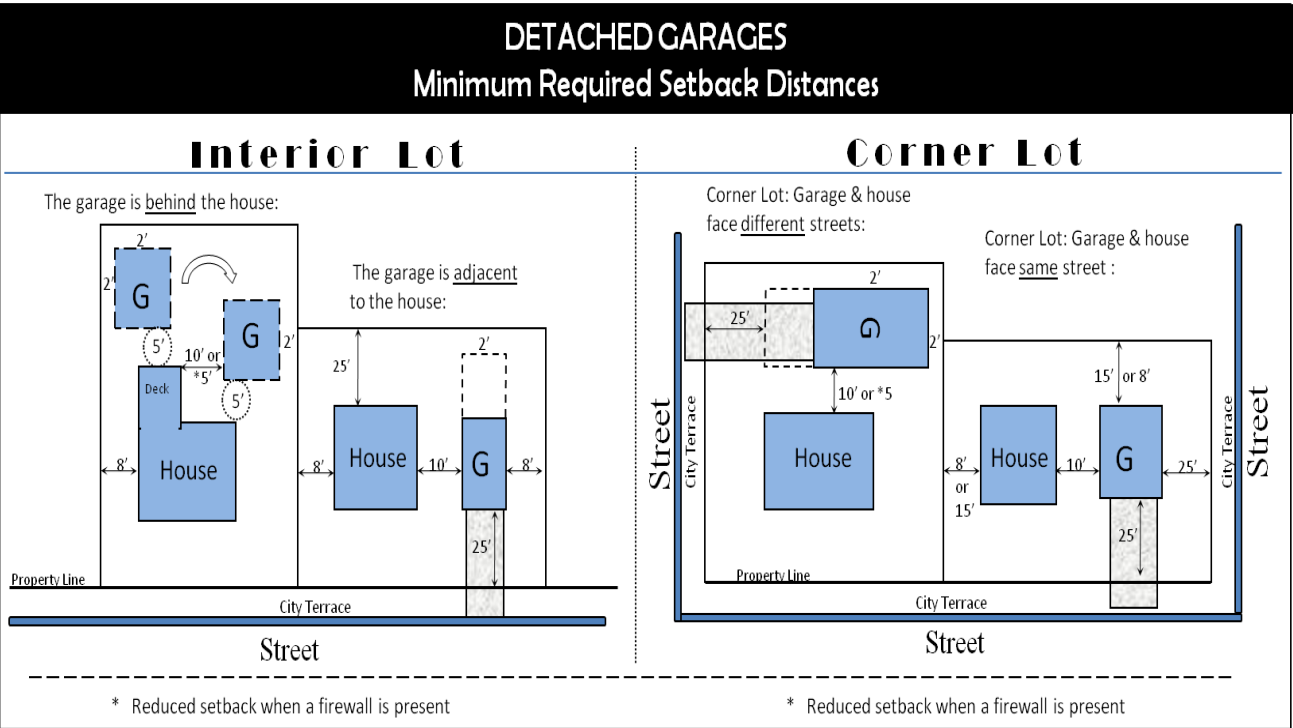 DETACHED GARAGES
Minimum Required Setback Distances
Interior Lot
The garage is behind the house:
2'
2'
G
G
2'
5'
10' or
*5'
Deck
5'
8'
House
The garage is adjacent
to the house:
2'
25'
8'
House
10'
G
8'
25'
Property Line
City Terrace
Street
* Reduced setback when a firewall is present
Corner Lot
Corner Lot: Garage & house
face different streets:
2'
25'
G
2'
10' or *5
House
Street
City Terrace
Corner Lot: Garage & house
face same street :
15' or 8'
8'
or
15'
House
10'
G
25'
25'
City Terrace
Street
Property Line
City Terrace
Street
* Reduced setback when a firewall is present